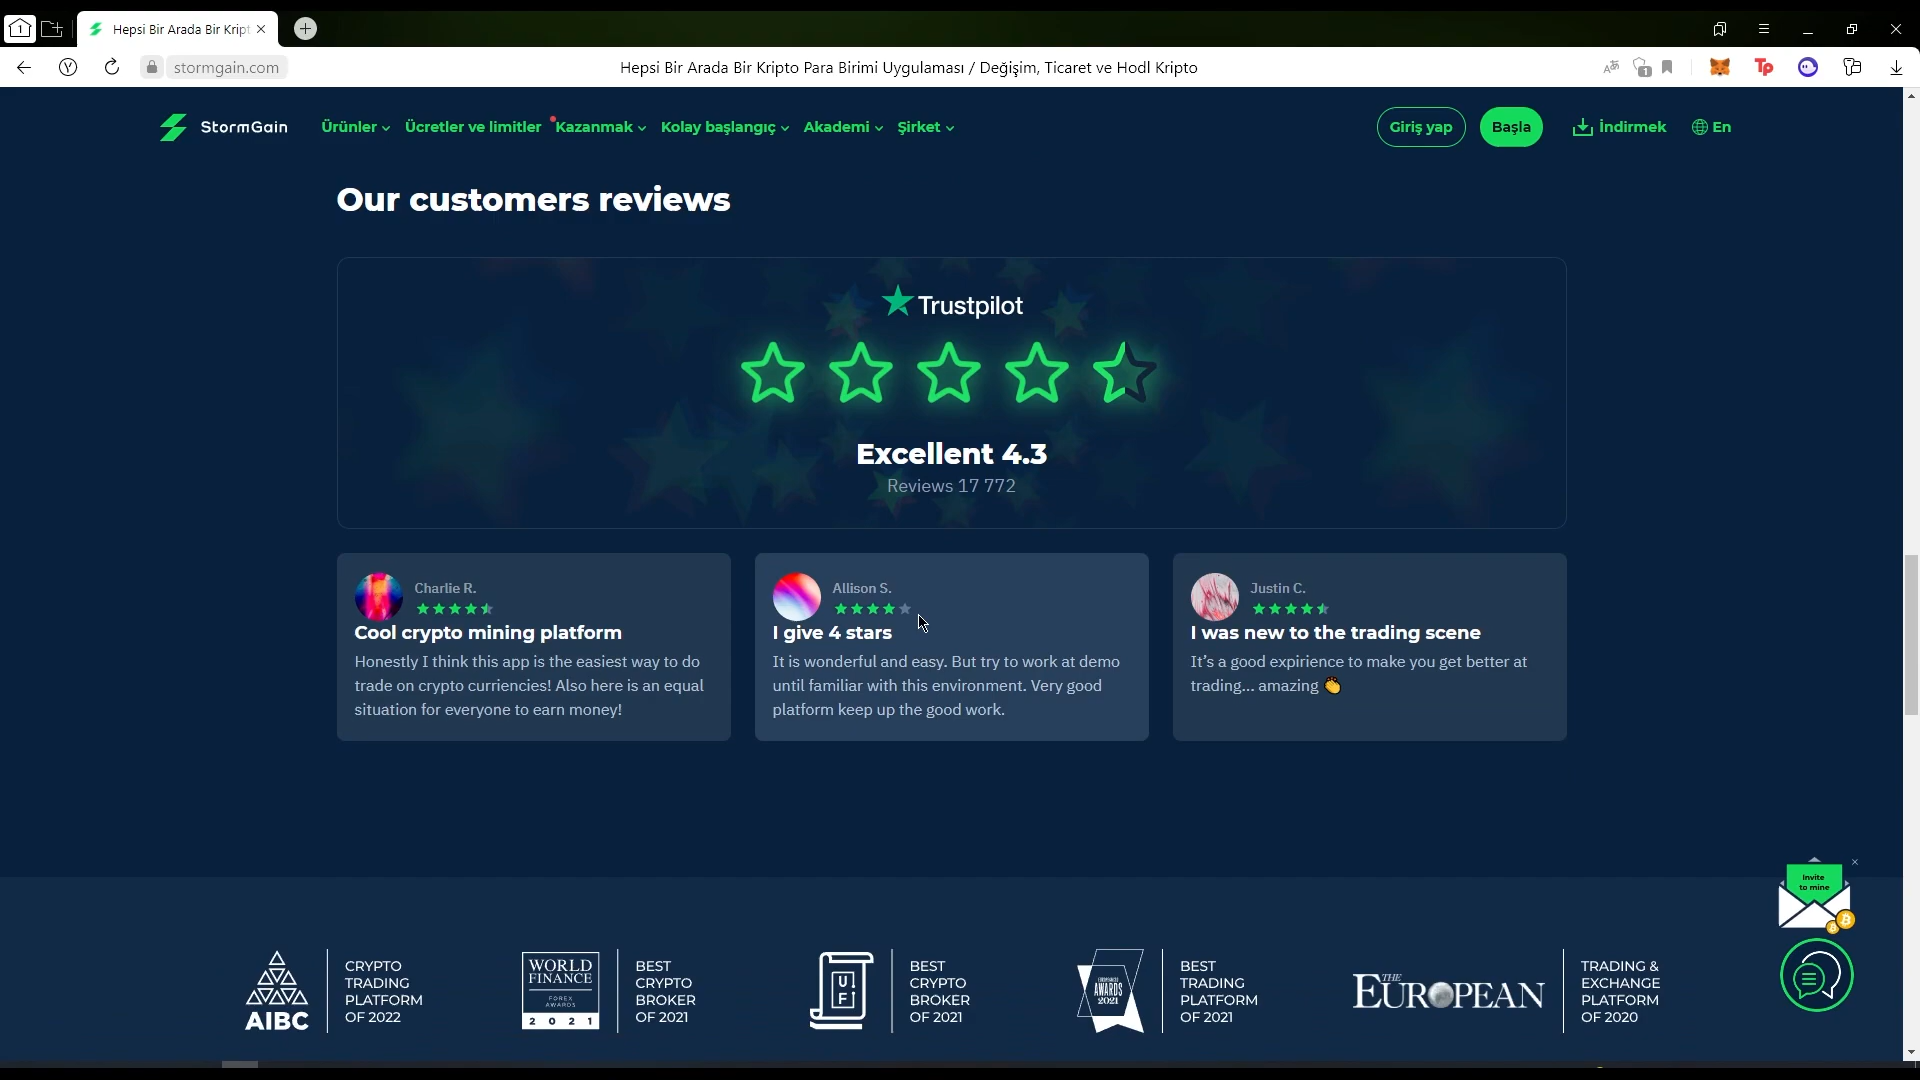 1
Hepsi Bir Arada Bir Kript
stormgain.com
Hepsi Bir Arada Bir Kripto Para Birimi Uygulaması / Değişim, Ticaret ve Hodl Kripto
1
Tp
StormGain
Ürünler
Ücretler ve limitler
Kazanmak
Kolay başlangıç
Akademi
Şirket
Giriş yap
Başla
İndirmek
En
Our customers reviews
Trustpilot
Excellent 4.3
Reviews 17 772
Charlie R.
Cool crypto mining platform
Honestly I think this app is the easiest way to do
trade on crypto curriencies! Also here is an equal
situation for everyone to earn money!
Allison S.
I give 4 stars
It is wonderful and easy. But try to work at demo
until familiar with this environment. Very good
platform keep up the good work.
Justin C.
I was new to the trading scene
It’s a good expirience to make you get better at
trading... amazing 👏
Invite
to mine
AIBC
CRYPTO
TRADING
PLATFORM
OF 2022
WORLD
FINANCE
FOREX
AWARDS
2 0 2 1
BEST
CRYPTO
BROKER
OF 2021
U
F
BEST
CRYPTO
BROKER
OF 2021
AWARDS
2021
BEST
TRADING
PLATFORM
OF 2021
THE
EUROPEAN
TRADING &
EXCHANGE
PLATFORM
OF 2020